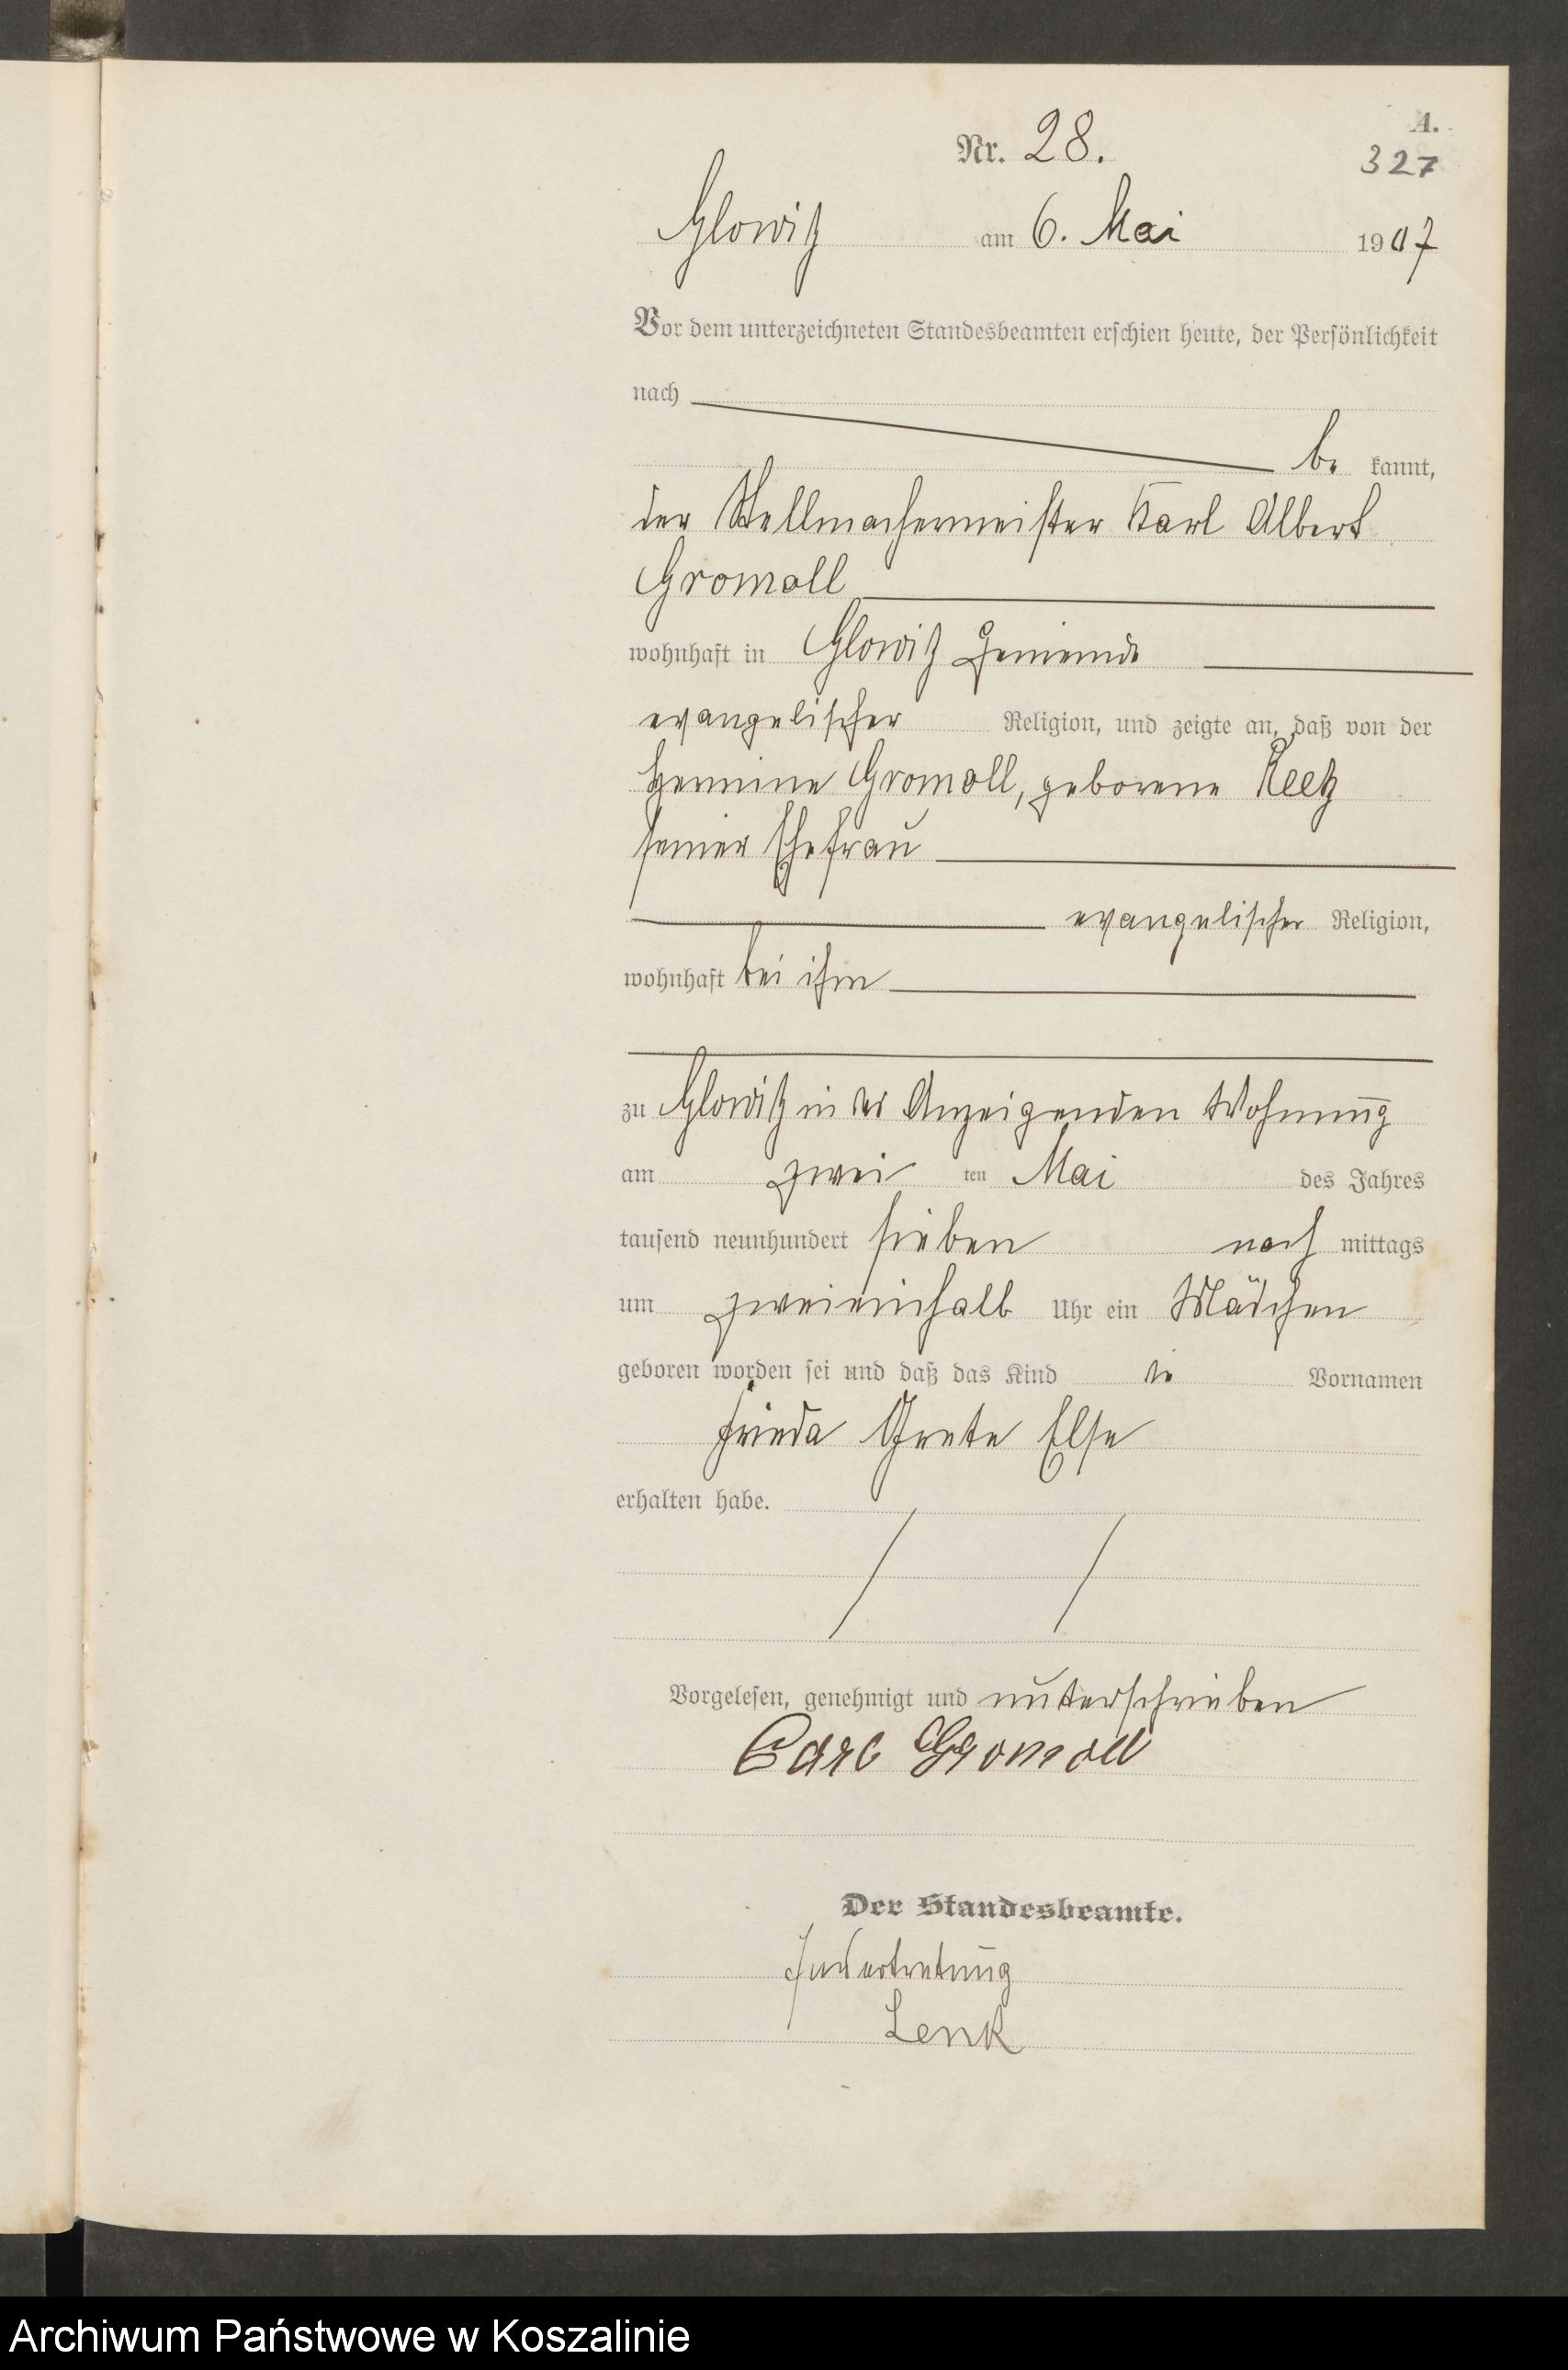 A.
Nr. 28.
327
Glowitz am 6. Mai 1907
Vor dem unterzeichneten Standesbeamten erschien heute, der Persönlichkeit
nach
be kannt,
der Stellmachermeister Karl Albert
Gromoll
wohnhaft in Glowitz Gemeinde
evangelischer Religion, und zeigte an, daß von der
Hermine Gromoll, geborene Reetz
seiner Ehefrau
evangelischer Religion,
wohnhaft bei ihm
zu Glowitz in des Anzeigenden Wohnung
am zwei ten Mai des Jahres
tausend neunhundert sieben nach mittags
um zweieinhalb Uhr ein Mädchen
geboren worden sei und daß das Kind die Vornamen
Frieda Grete Else
erhalten habe.
Vorgelesen, genehmigt und unterschrieben
Carl Gromoll
Der Standesbeamte.
In Vertretung
Lenk
Archiwum Państwowe w Koszalinie